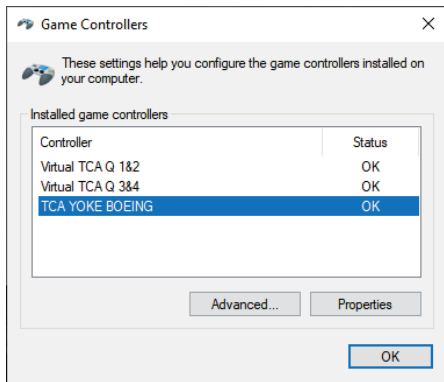 Game Controllers
These settings help you configure the game controllers installed on
your computer.
Installed game controllers
Controller Status
Virtual TCA Q 1&2 OK
Virtual TCA Q 3&4 OK
TCA YOKE BOEING OK
Advanced... Properties
OK